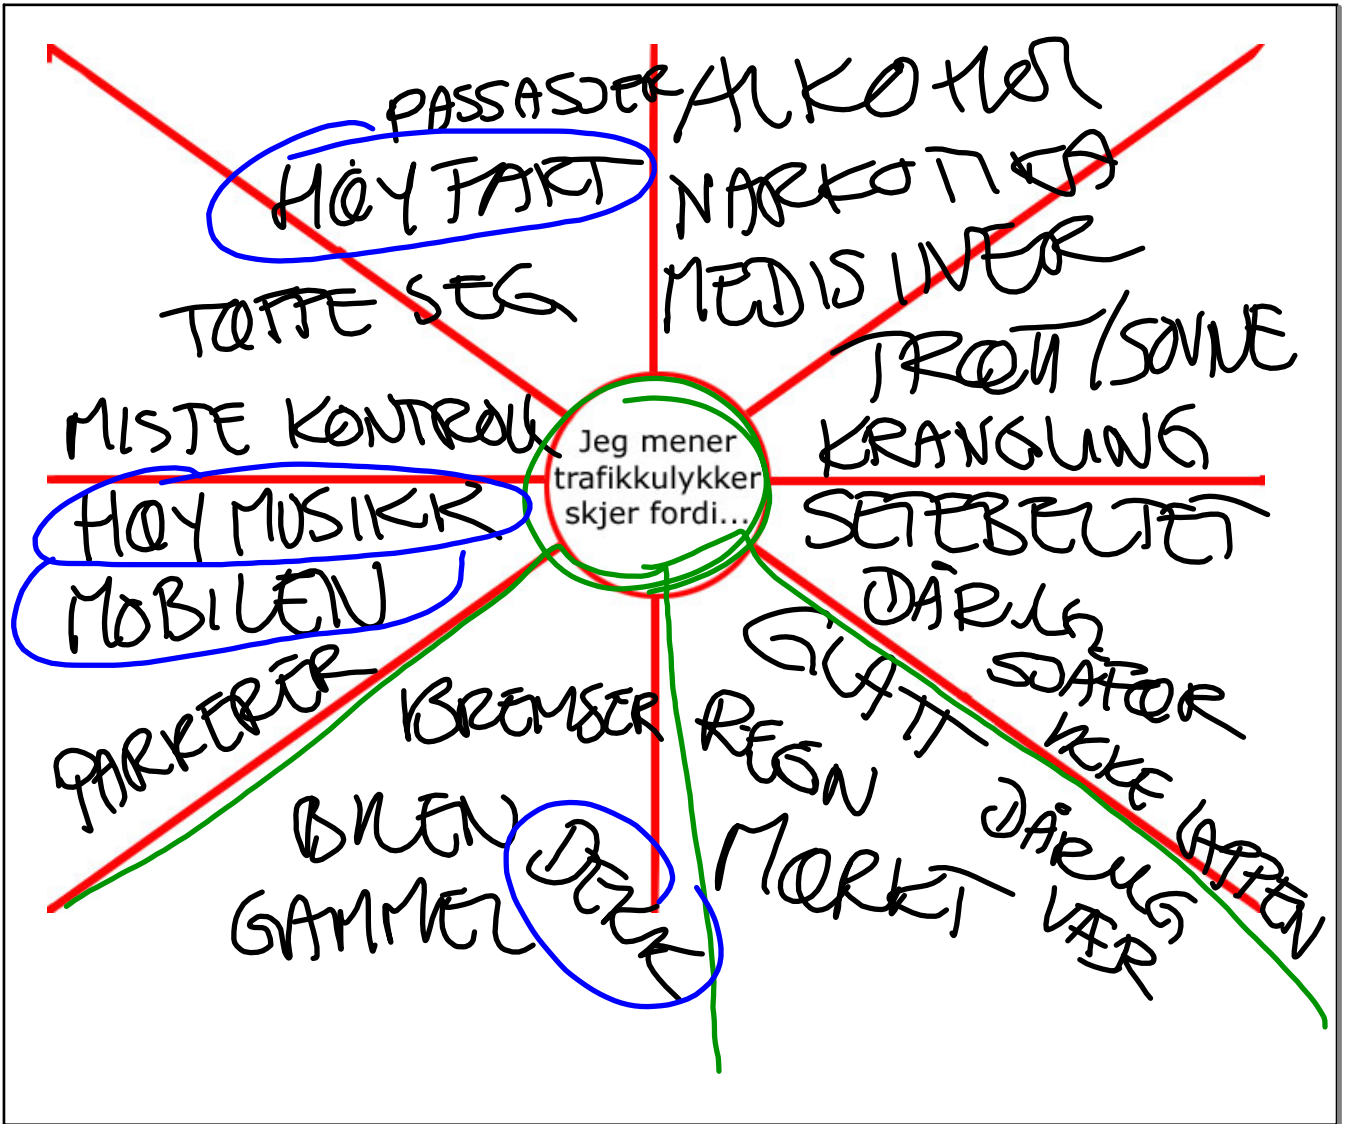 PASSASJER
HØY FART
TØFFE SEG
MISTE KONTROLL
HØY MUSIKK
MOBILEN
PARKERER
ALKOHOL
NARKOTIKA
MEDISINER
TRØTT/SOVNE
KRANGLING
SETEBELTET
DÅRLIG
SJÅFØR
IKKE LAPPEN
Jeg mener
trafikkulykker
skjer fordi...
BREMSER
BILEN
GAMMEL
DEKK
GLATT
REGN
MØRKT
DÅRLIG
VÆR